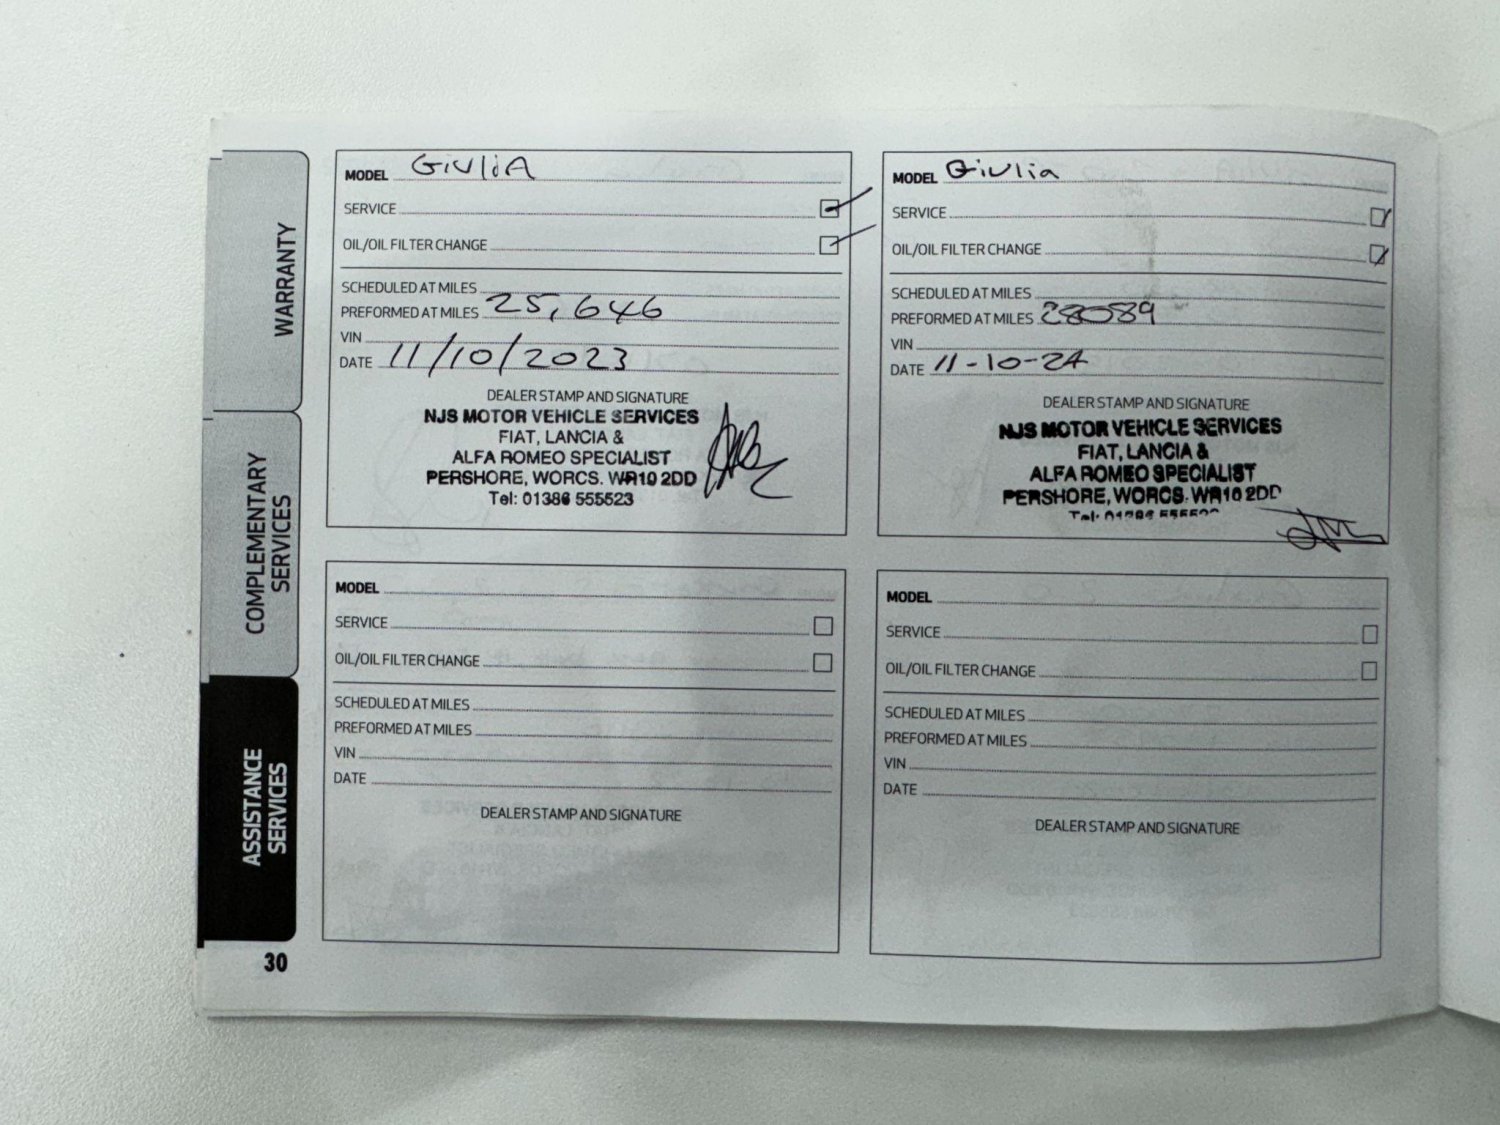 WARRANTY
COMPLEMENTARY
SERVICES
ASSISTANCE
SERVICES
30
MODEL GiUliA
SERVICE
OIL/OIL FILTER CHANGE
SCHEDULED AT MILES
PREFORMED AT MILES 25,646
VIN
DATE 11/10/2023
DEALER STAMP AND SIGNATURE
NJS MOTOR VEHICLE SERVICES
FIAT, LANCIA &
ALFA ROMEO SPECIALIST
PERSHORE, WORCS. WR10 2DD
Tel: 01386 555523
MODEL Giulia
SERVICE
OIL/OIL FILTER CHANGE
SCHEDULED AT MILES
PREFORMED AT MILES 28089
VIN
DATE 11-10-24
DEALER STAMP AND SIGNATURE
NJS MOTOR VEHICLE SERVICES
FIAT, LANCIA &
ALFA ROMEO SPECIALIST
PERSHORE, WORCS. WR10 2DD
Tel: 01386
MODEL
SERVICE
OIL/OIL FILTER CHANGE
SCHEDULED AT MILES
PREFORMED AT MILES
VIN
DATE
DEALER STAMP AND SIGNATURE
MODEL
SERVICE
OIL/OIL FILTER CHANGE
SCHEDULED AT MILES
PREFORMED AT MILES
VIN
DATE
DEALER STAMP AND SIGNATURE